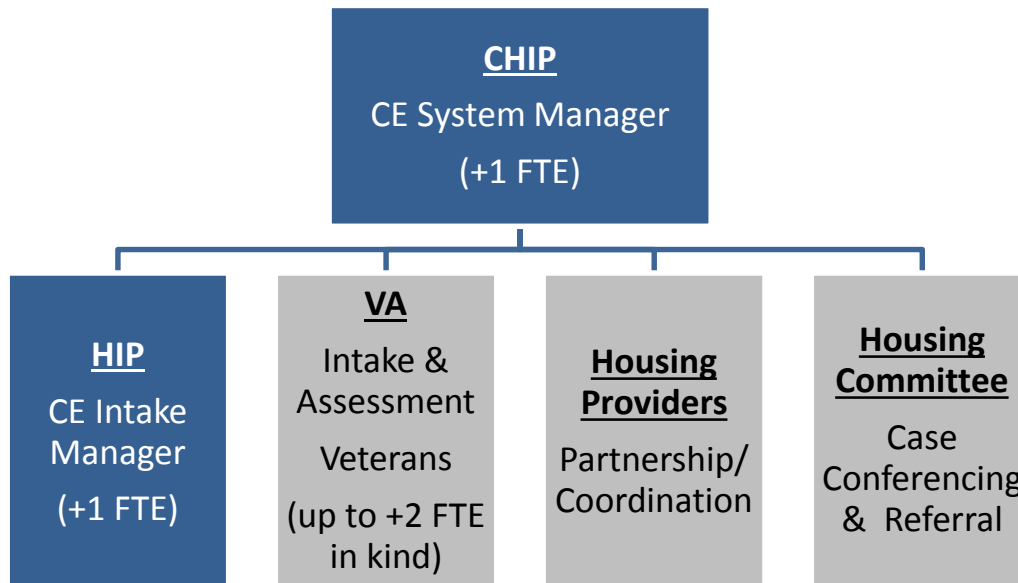 CHIP
CE System Manager
(+1 FTE)
HIP
CE Intake
Manager
(+1 FTE)
VA
Intake &
Assessment
Veterans
(up to +2 FTE
in kind)
Housing
Providers
Partnership/
Coordination
Housing
Committee
Case
Conferencing
& Referral